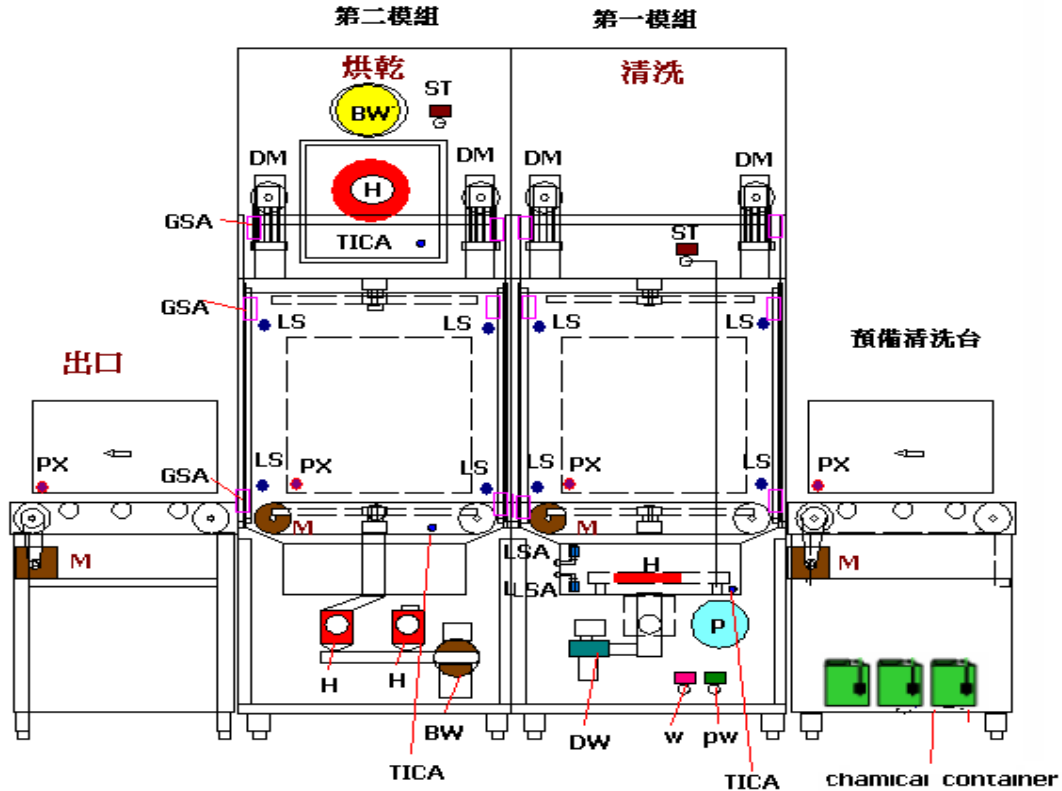 第二模組
第一模組
烘乾
清洗
BW
ST
DM
DM
DM
DM
H
GSA
TICA
ST
GSA
LS
LS
LS
LS
預備清洗台
出口
PX
GSA
LS
PX
LS
LS
PX
LS
PX
M
M
M
LSA
H
LSA
M
P
H
H
BW
DW
w
pw
TICA
TICA
chamical container